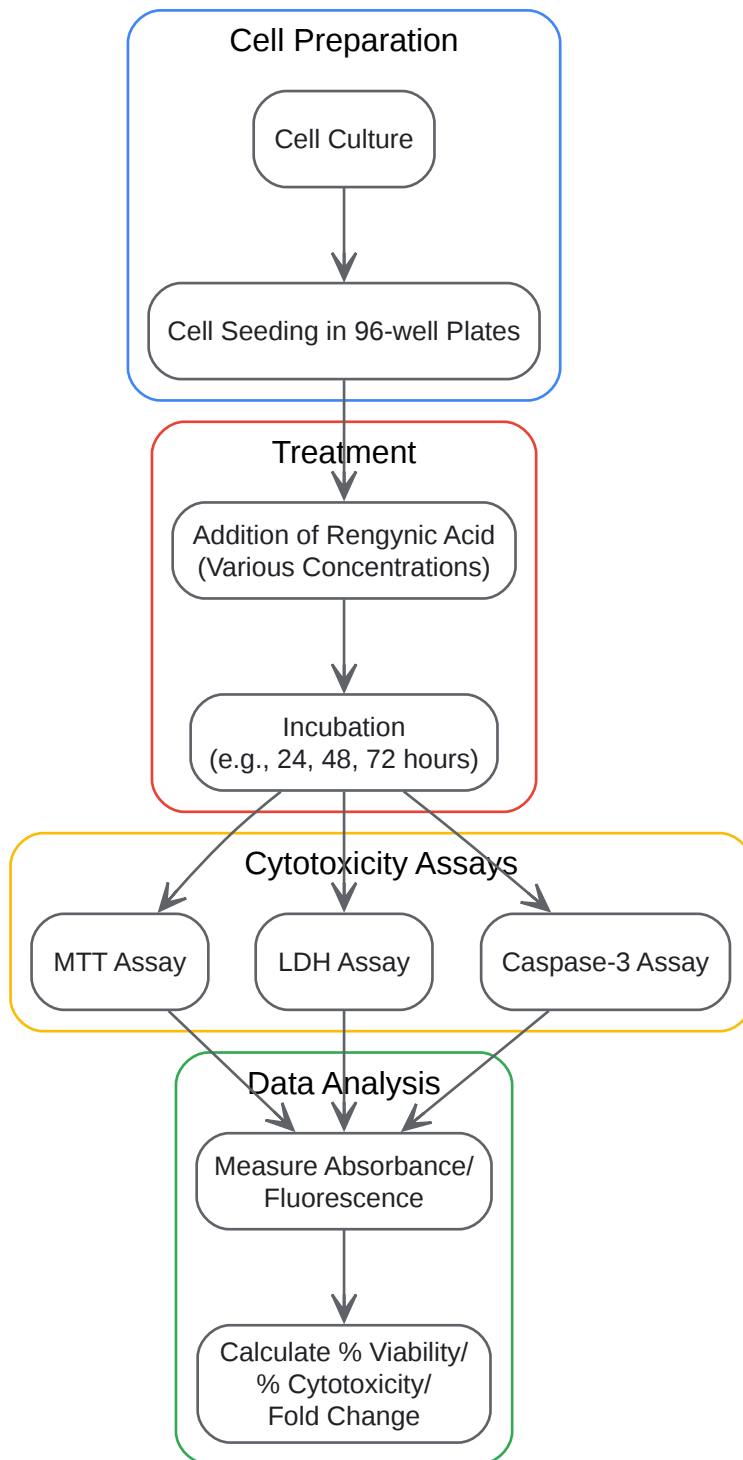 Cell Preparation
Cell Culture
Cell Seeding in 96-well Plates
Treatment
Addition of Rengynic Acid
(Various Concentrations)
Incubation
(e.g., 24, 48, 72 hours)
Cytotoxicity Assays
MTT Assay
LDH Assay
Caspase-3 Assay
Data Analysis
Measure Absorbance/
Fluorescence
Calculate % Viability/
% Cytotoxicity/
Fold Change